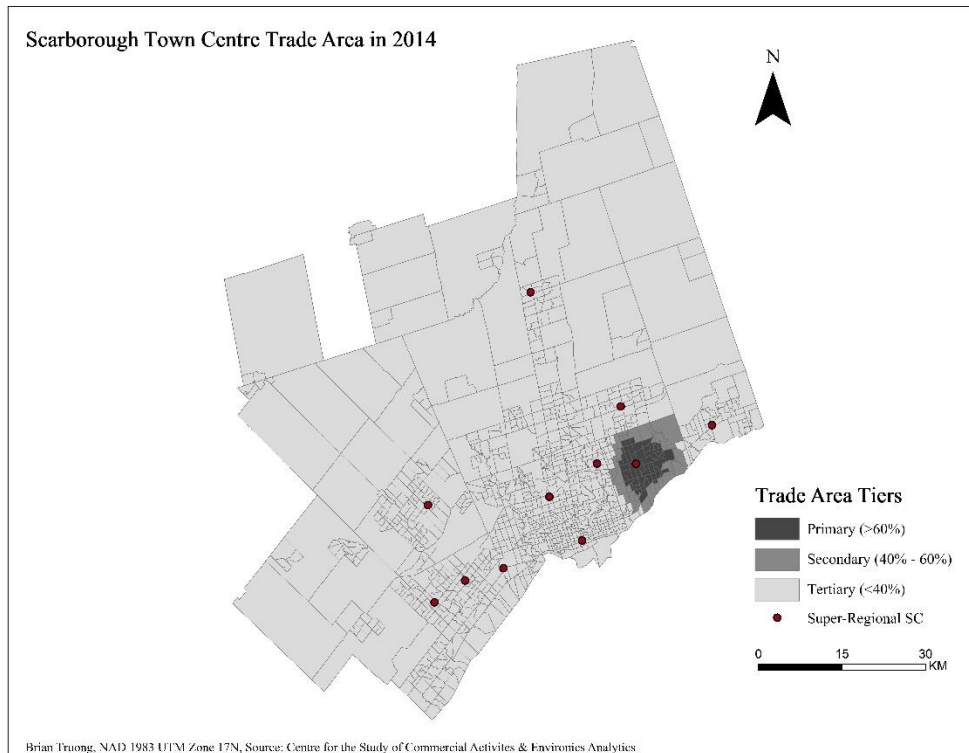 Scarborough Town Centre Trade Area in 2014
N
Trade Area Tiers
Primary (>60%)
Secondary (40% - 60%)
Tertiary (<40%)
Super-Regional SC
0 15 30
KM
Brian Truong, NAD 1983 UTM Zone 17N, Source: Centre for the Study of Commercial Activites & Environics Analytics